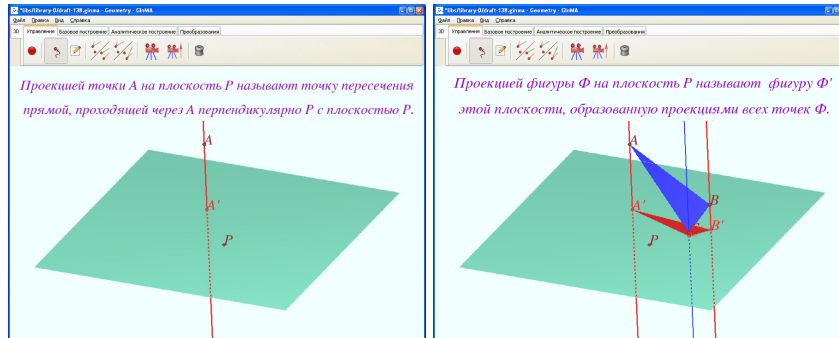 "libs/library-0/draft-138.ginma - Geometry - GInMA
Файл Правка Вид Справка
3D Управление Базовое построение Аналитическое построение Преобразования
Проекцией точки A на плоскость P называют точку пересечения
прямой, проходящей через A перпендикулярно P с плоскостью P.
A
A'
P
"libs/library-0/draft-138.ginma - Geometry - GInMA
Файл Правка Вид Справка
3D Управление Базовое построение Аналитическое построение Преобразования
Проекцией фигуры Ф на плоскость P называют фигуру Ф'
этой плоскости, образованную проекциями всех точек Ф.
A
A'
B
B'
P